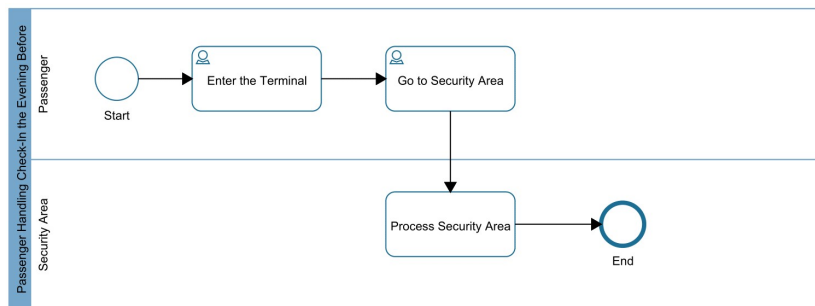 Passenger Handling Check-In the Evening Before
Passenger
Enter the Terminal
Go to Security Area
Start
Security Area
Process Security Area
End